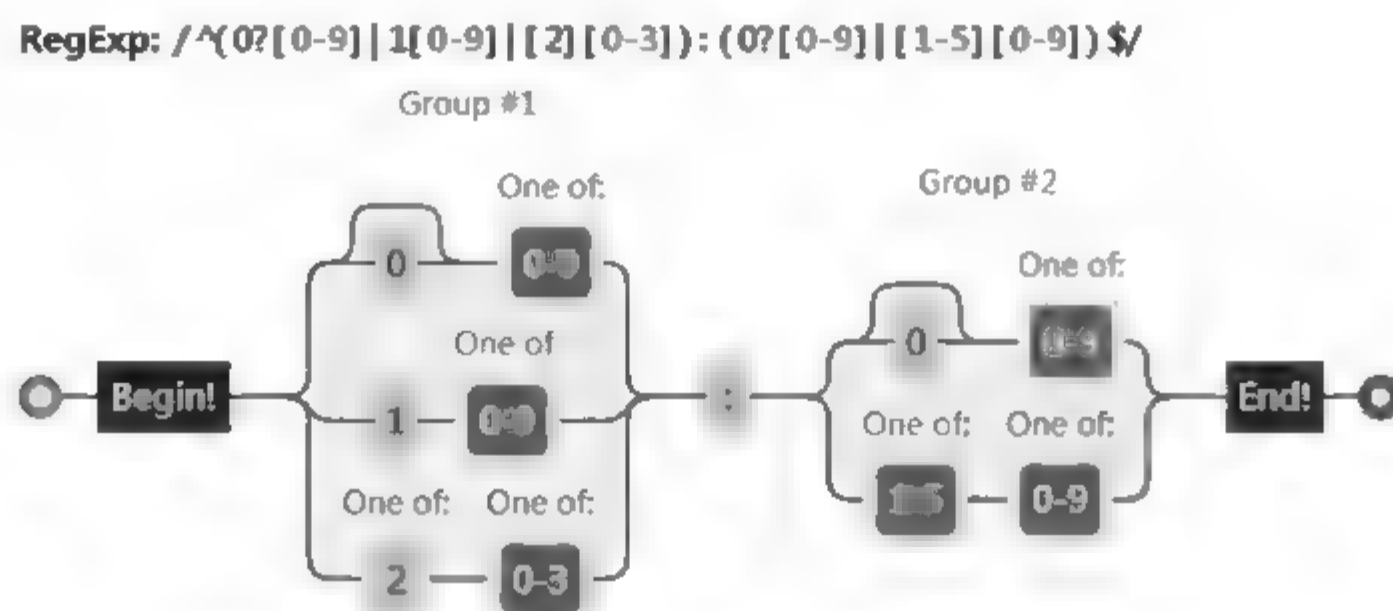 RegExp: /^(0?[0-9]|1[0-9]|[2][0-3]):(0?[0-9]|[1-5][0-9])$/
Group #1
One of:
Group #2
0
One of:
One of
0
Begin!
1
:
End!
One of: One of:
One of: One of:
0-9
2
0-3